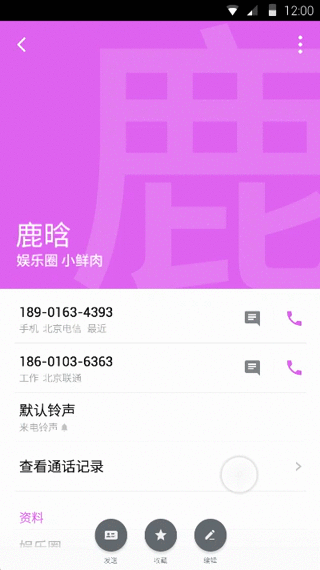 12:00
鹿
鹿晗
娱乐圈 小鲜肉
189-0163-4393
手机 北京电信 最近
186-0103-6363
工作 北京联通
默认铃声
来电铃声
查看通话记录
资料
娱乐圈
发送 收藏 编辑